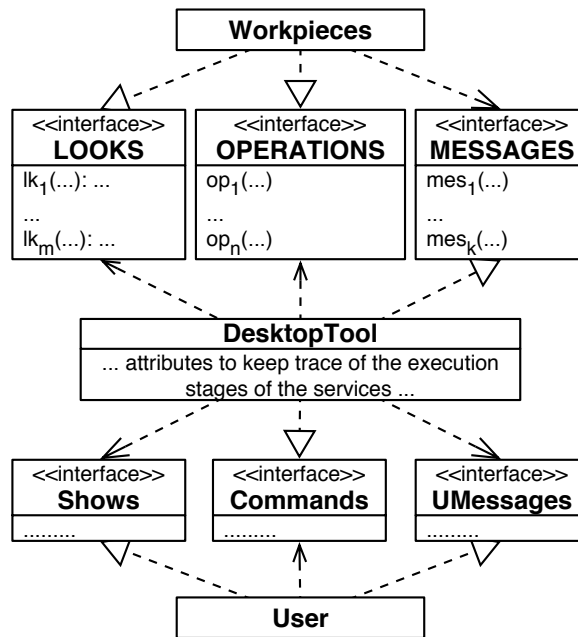 Workpieces
<<interface>> <<interface>> <<interface>>
LOOKS OPERATIONS MESSAGES
lk1(...): ... op1(...) mes1(...)
... ... ...
lkm(...): ... opn(...) mesk(...)
DesktopTool
... attributes to keep trace of the execution
stages of the services ...
<<interface>> <<interface>> <<interface>>
Shows Commands UMessages
......... ......... .........
User